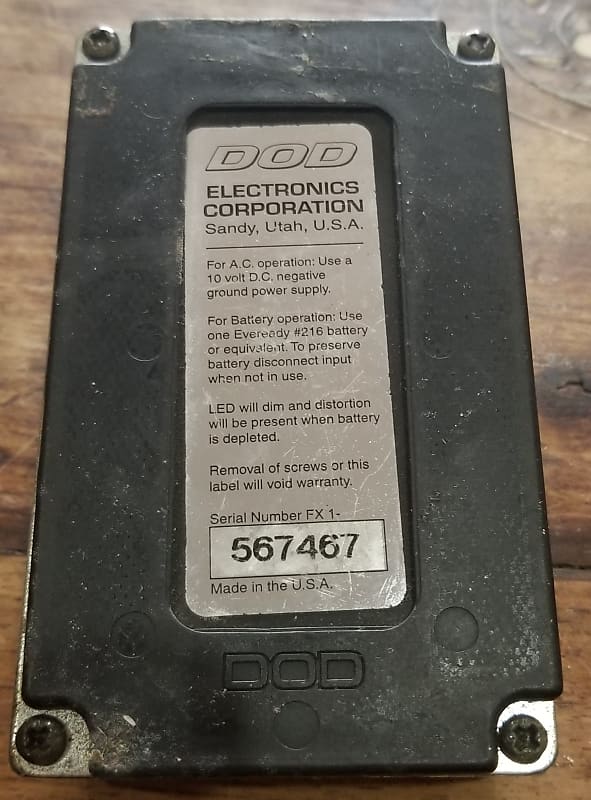 DOD
ELECTRONICS
CORPORATION
Sandy, Utah, U.S.A.
For A.C. operation: Use a
10 volt D.C. negative
ground power supply.
For Battery operation: Use
one Eveready #216 battery
or equivalent. To preserve
battery disconnect input
when not in use.
LED will dim and distortion
will be present when battery
is depleted.
Removal of screws or this
label will void warranty.
Serial Number FX 1-
567467
Made in the U.S.A.
DOD